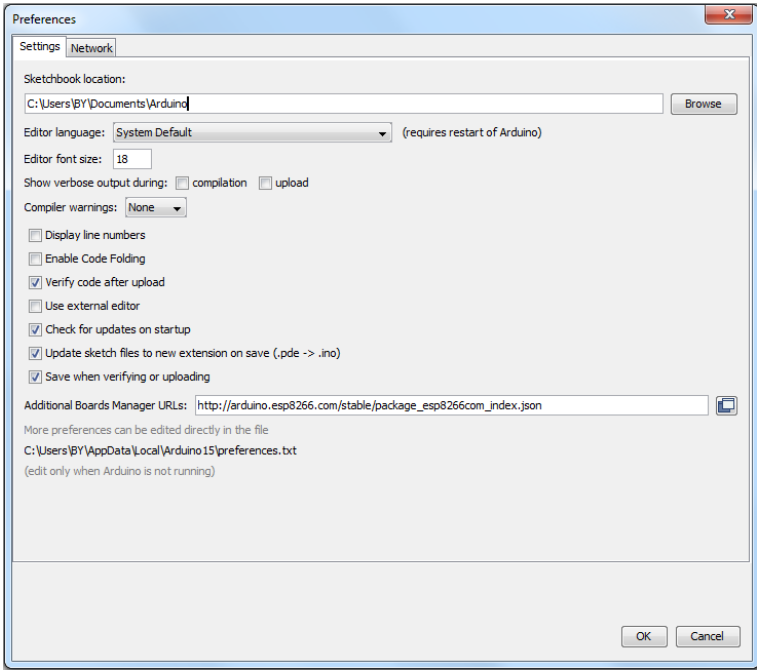 Preferences
Settings Network
Sketchbook location:
C:\Users\BY\Documents\Arduino Browse
Editor language: System Default (requires restart of Arduino)
Editor font size: 18
Show verbose output during: compilation upload
Compiler warnings: None
Display line numbers
Enable Code Folding
Verify code after upload
Use external editor
Check for updates on startup
Update sketch files to new extension on save (.pde -> .ino)
Save when verifying or uploading
Additional Boards Manager URLs: http://arduino.esp8266.com/stable/package_esp8266com_index.json
More preferences can be edited directly in the file
C:\Users\BY\AppData\Local\Arduino15\preferences.txt
(edit only when Arduino is not running)
OK Cancel